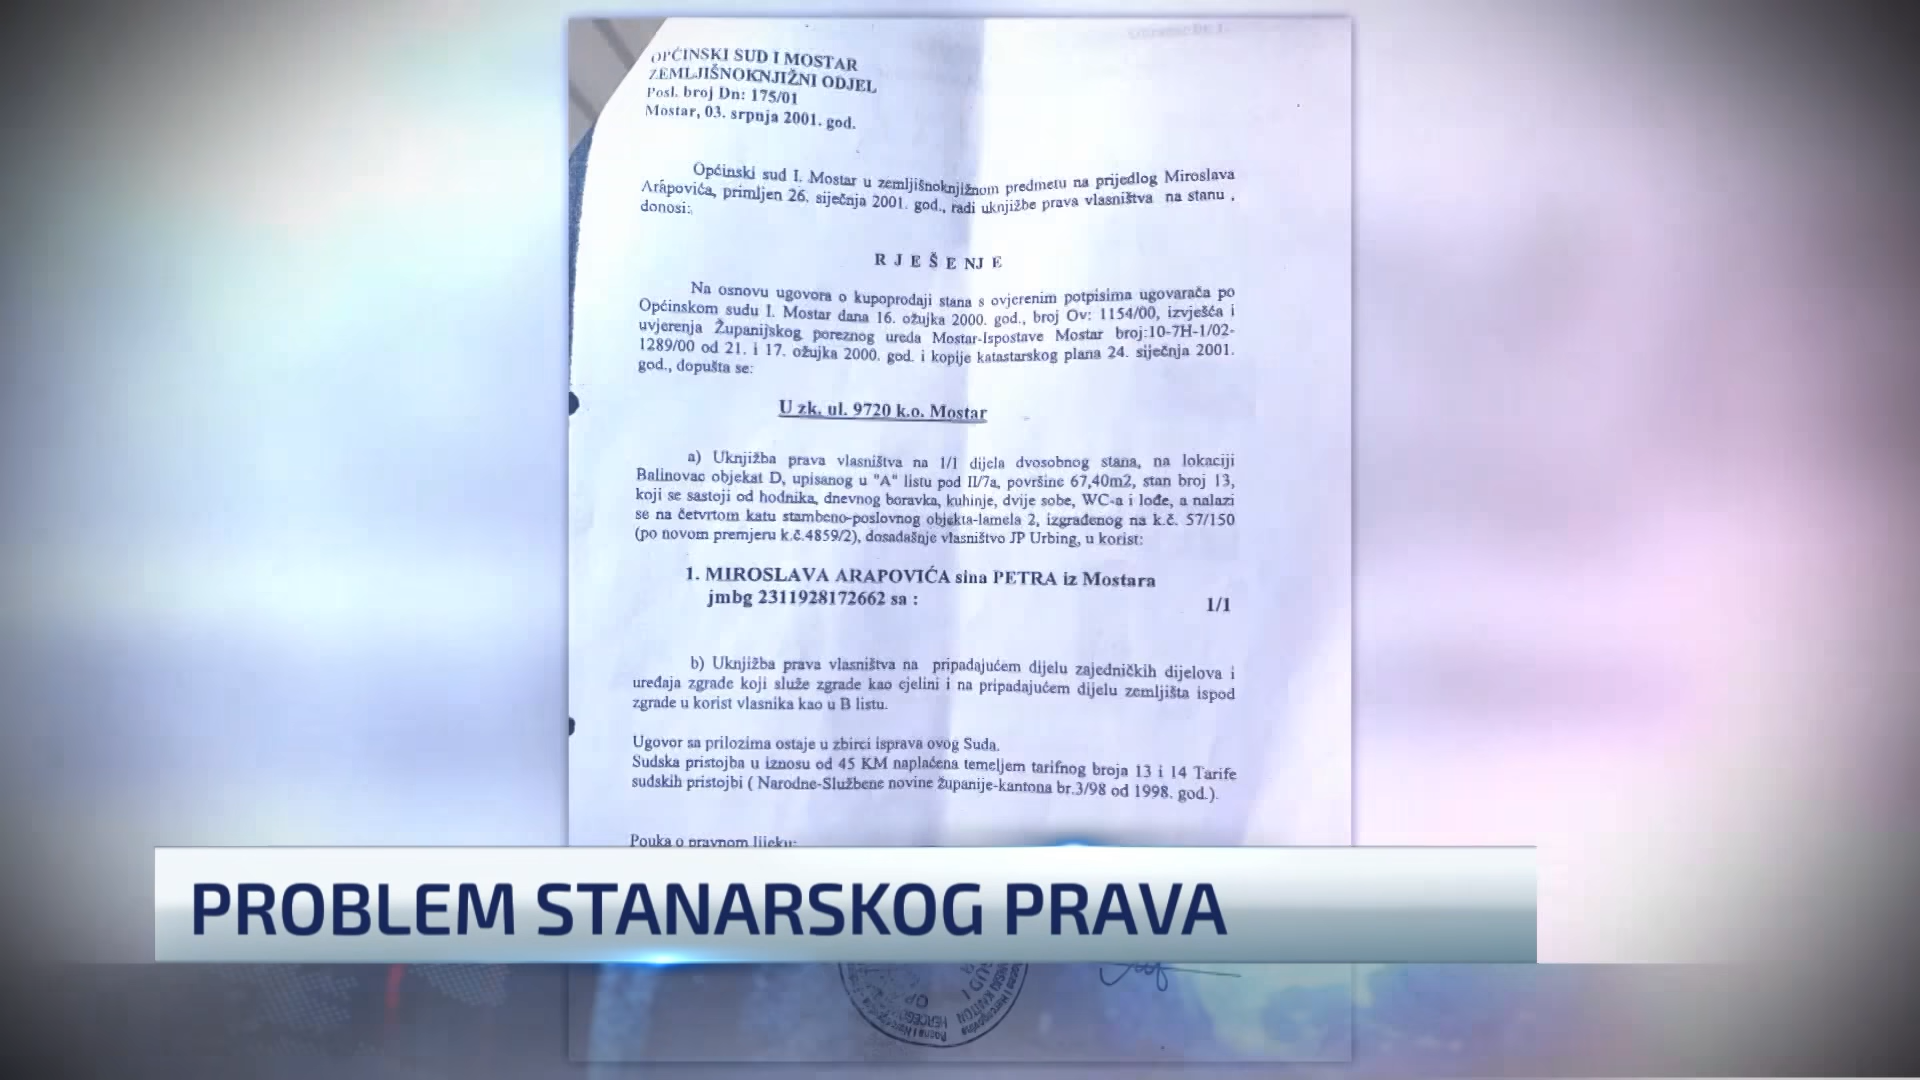 OPĆINSKI SUD I MOSTAR
ZEMLJIŠNOKNJIŽNI ODJEL
Posl. broj Dn: 175/01
Mostar, 03. srpnja 2001. god.
Općinski sud I. Mostar u zemljišnoknjižnom predmetu na prijedlog Miroslava
Arapovića, primljen 26. siječnja 2001. god., radi uknjižbe prava vlasništva na stanu ,
donosi:
R J E Š E NJ E
Na osnovu ugovora o kupoprodaji stana s ovjerenim potpisima ugovarača po
Općinskom sudu I. Mostar dana 16. ožujka 2000. god., broj Ov: 1154/00, izvješća i
uvjerenja Županijskog poreznog ureda Mostar-Ispostave Mostar broj:10-7H-1/02-
1289/00 od 21. i 17. ožujka 2000. god. i kopije katastarskog plana 24. siječnja 2001.
god., dopušta se:
U zk. ul. 9720 k.o. Mostar
a) Uknjižba prava vlasništva na 1/1 dijela dvosobnog stana, na lokaciji
Balinovac objekat D, upisanog u "A" listu pod II/7a, površine 67,40m2, stan broj 13,
koji se sastoji od hodnika, dnevnog boravka, kuhinje, dvije sobe, WC-a i lođe, a nalazi
se na četvrtom katu stambeno-poslovnog objekta-lamela 2, izgrađenog na k.č. 57/150
(po novom premjeru k.č.4859/2), dosadašnje vlasništvo JP Urbing, u korist:
1. MIROSLAVA ARAPOVIĆA sina PETRA iz Mostara
jmbg 2311928172662 sa :
1/1
b) Uknjižba prava vlasništva na pripadajućem dijelu zajedničkih dijelova i
uređaja zgrade koji služe zgrade kao cjelini i na pripadajućem dijelu zemljišta ispod
zgrade u korist vlasnika kao u B listu.
Ugovor sa prilozima ostaje u zbirci isprava ovog Suda.
Sudska pristojba u iznosu od 45 KM naplaćena temeljem tarifnog broja 13 i 14 Tarife
sudskih pristojbi ( Narodne-Službene novine županije-kantona br.3/98 od 1998. god.).
Pouka o pravnom lijeku:
PROBLEM STANARSKOG PRAVA